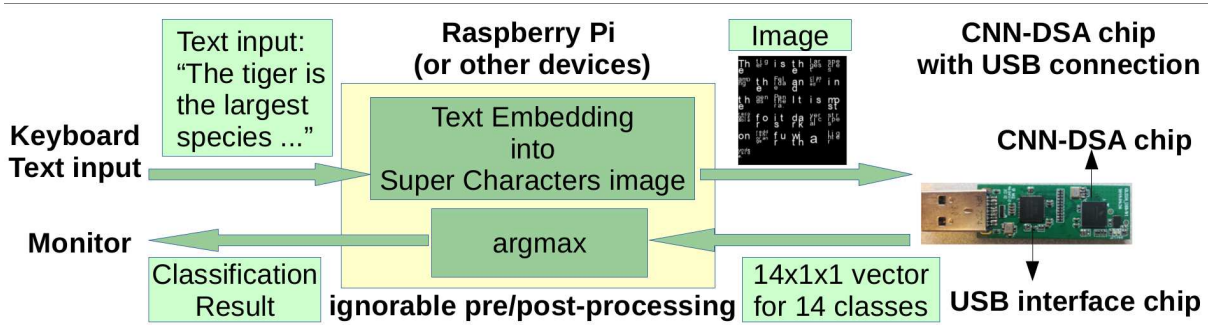 Text input:
“The tiger is
the largest
species ...”
Raspberry Pi
(or other devices)
Image
CNN-DSA chip
with USB connection
Keyboard
Text input
Text Embedding
into
Super Characters image
CNN-DSA chip
Monitor
argmax
Classification
Result
ignorable pre/post-processing
14x1x1 vector
for 14 classes
USB interface chip